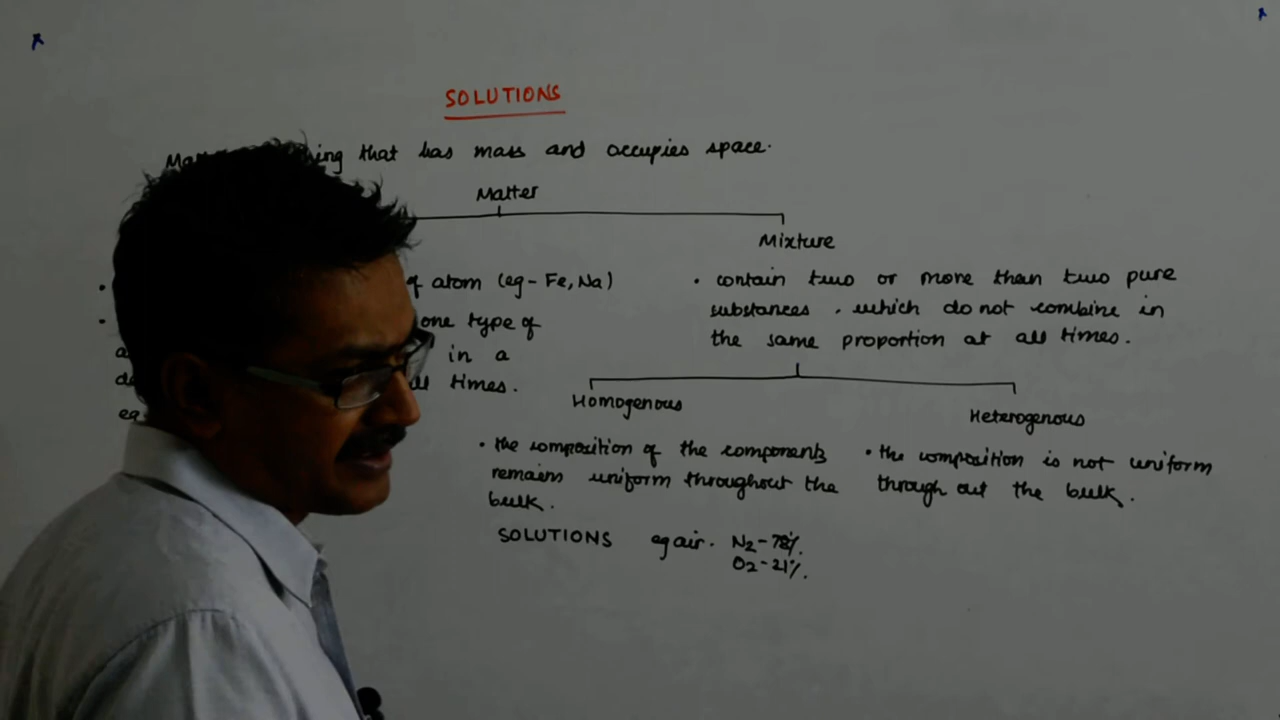 SOLUTIONS
that has mass and occupies space.
Matter
Mixture
of atom (eg- Fe, Na)
one type of
in a
times.
• contain two or more than two pure
substances, which do not combine in
the same proportion at all times.
Homogenous
Heterogenous
• the composition of the components
remains uniform throughout the
bulk.
• the composition is not uniform
through out the bulk.
SOLUTIONS eg air. N2-78%.
O2-21%.